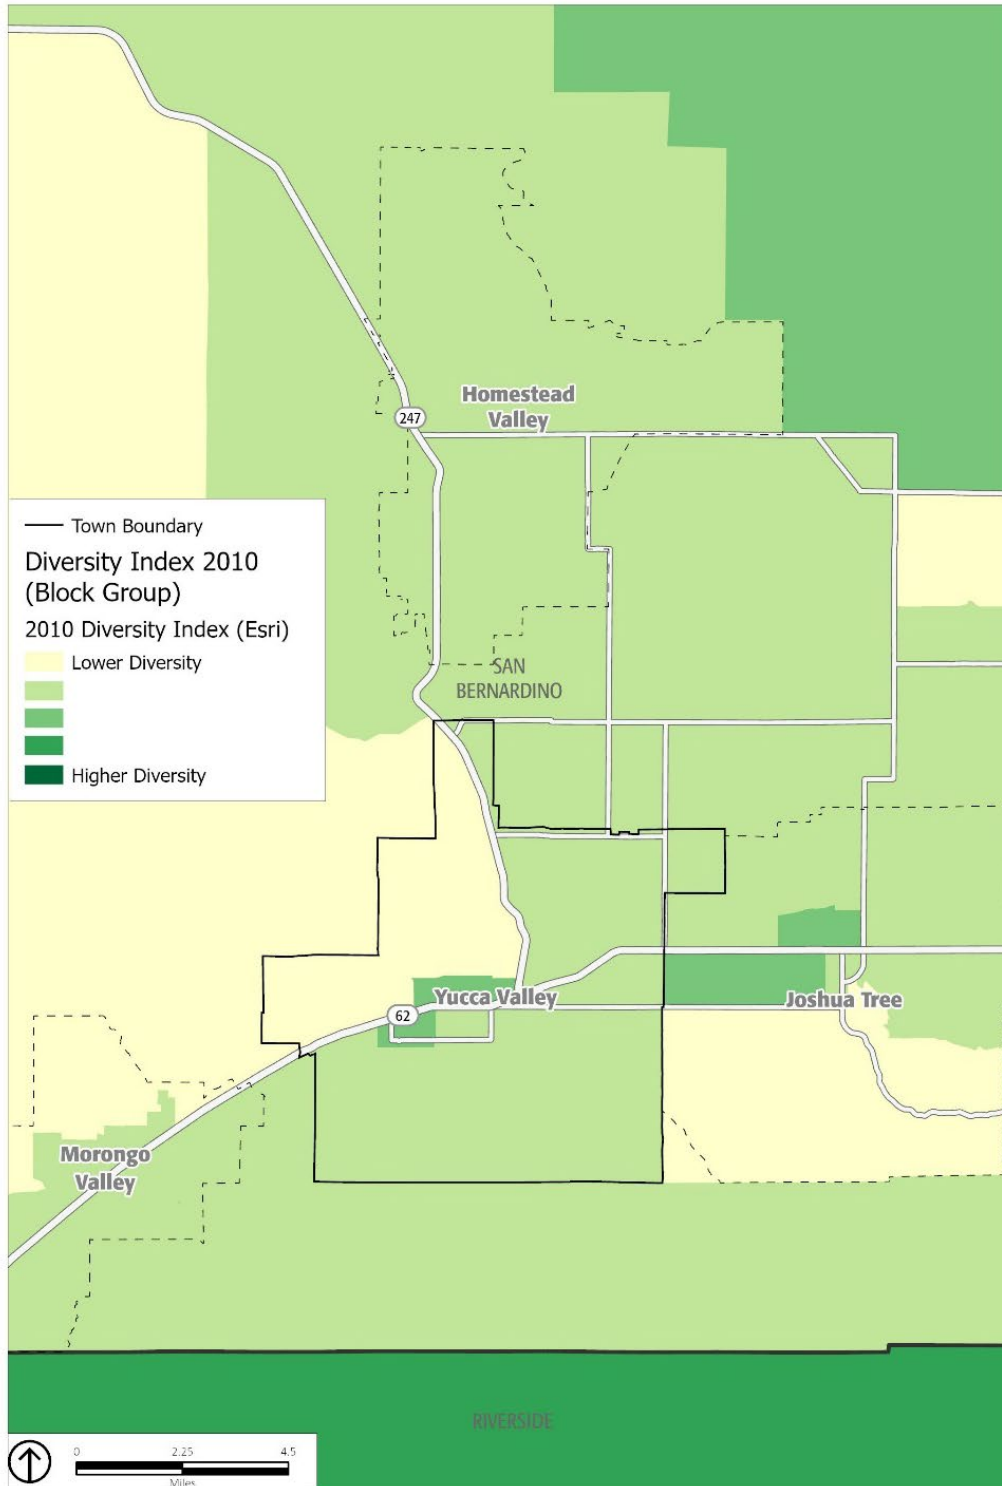 Homestead
Valley
247
Town Boundary
Diversity Index 2010
(Block Group)
2010 Diversity Index (Esri)
Lower Diversity
Higher Diversity
SAN
BERNARDINO
Yucca Valley
62
Joshua Tree
Morongo
Valley
RIVERSIDE
0 2.25 4.5
Miles